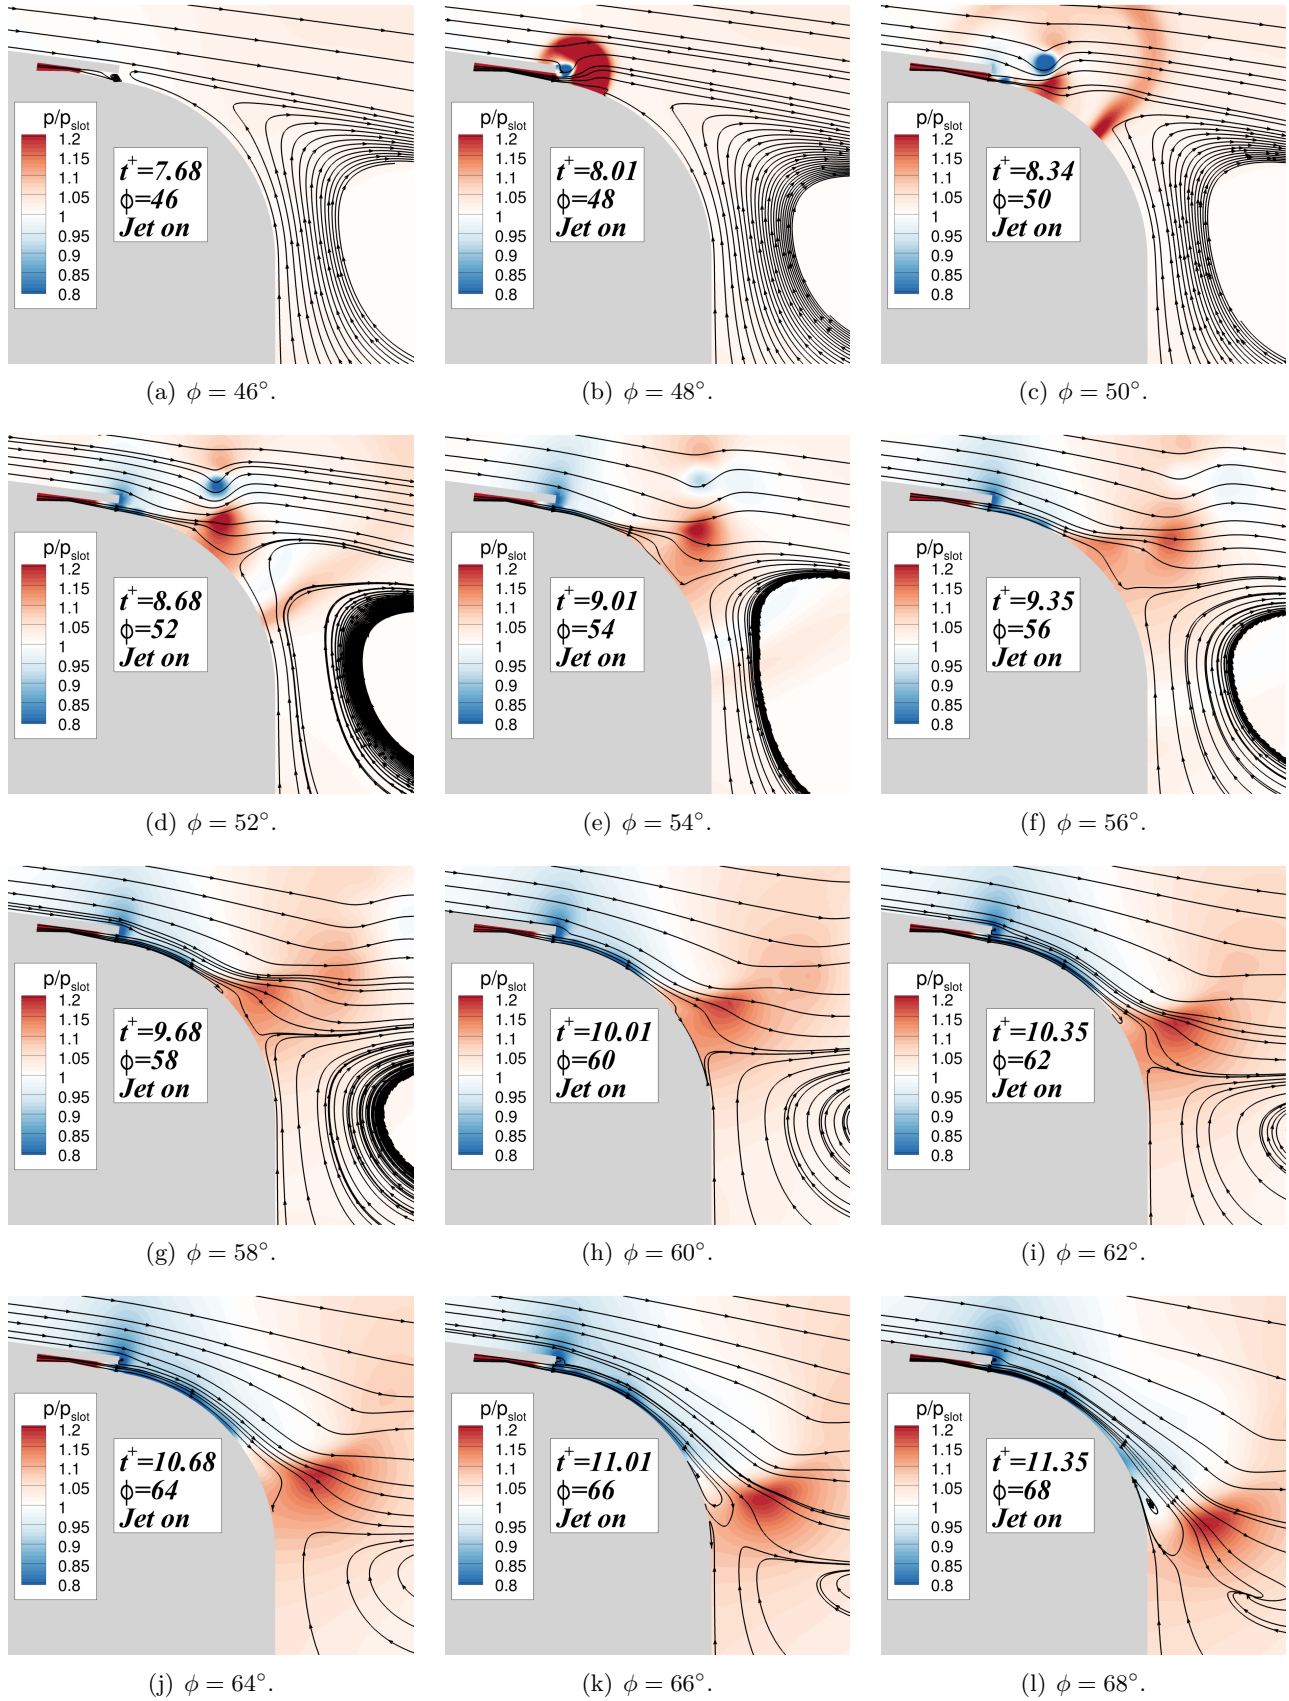 p/p_slot
1.2
1.15
1.1
1.05
1
0.95
0.9
0.85
0.8
t⁺=7.68
ϕ=46
Jet on
(a) ϕ = 46°.
p/p_slot
1.2
1.15
1.1
1.05
1
0.95
0.9
0.85
0.8
t⁺=8.01
ϕ=48
Jet on
(b) ϕ = 48°.
p/p_slot
1.2
1.15
1.1
1.05
1
0.95
0.9
0.85
0.8
t⁺=8.34
ϕ=50
Jet on
(c) ϕ = 50°.
p/p_slot
1.2
1.15
1.1
1.05
1
0.95
0.9
0.85
0.8
t⁺=8.68
ϕ=52
Jet on
(d) ϕ = 52°.
p/p_slot
1.2
1.15
1.1
1.05
1
0.95
0.9
0.85
0.8
t⁺=9.01
ϕ=54
Jet on
(e) ϕ = 54°.
p/p_slot
1.2
1.15
1.1
1.05
1
0.95
0.9
0.85
0.8
t⁺=9.35
ϕ=56
Jet on
(f) ϕ = 56°.
p/p_slot
1.2
1.15
1.1
1.05
1
0.95
0.9
0.85
0.8
t⁺=9.68
ϕ=58
Jet on
(g) ϕ = 58°.
p/p_slot
1.2
1.15
1.1
1.05
1
0.95
0.9
0.85
0.8
t⁺=10.01
ϕ=60
Jet on
(h) ϕ = 60°.
p/p_slot
1.2
1.15
1.1
1.05
1
0.95
0.9
0.85
0.8
t⁺=10.35
ϕ=62
Jet on
(i) ϕ = 62°.
p/p_slot
1.2
1.15
1.1
1.05
1
0.95
0.9
0.85
0.8
t⁺=10.68
ϕ=64
Jet on
(j) ϕ = 64°.
p/p_slot
1.2
1.15
1.1
1.05
1
0.95
0.9
0.85
0.8
t⁺=11.01
ϕ=66
Jet on
(k) ϕ = 66°.
p/p_slot
1.2
1.15
1.1
1.05
1
0.95
0.9
0.85
0.8
t⁺=11.35
ϕ=68
Jet on
(l) ϕ = 68°.